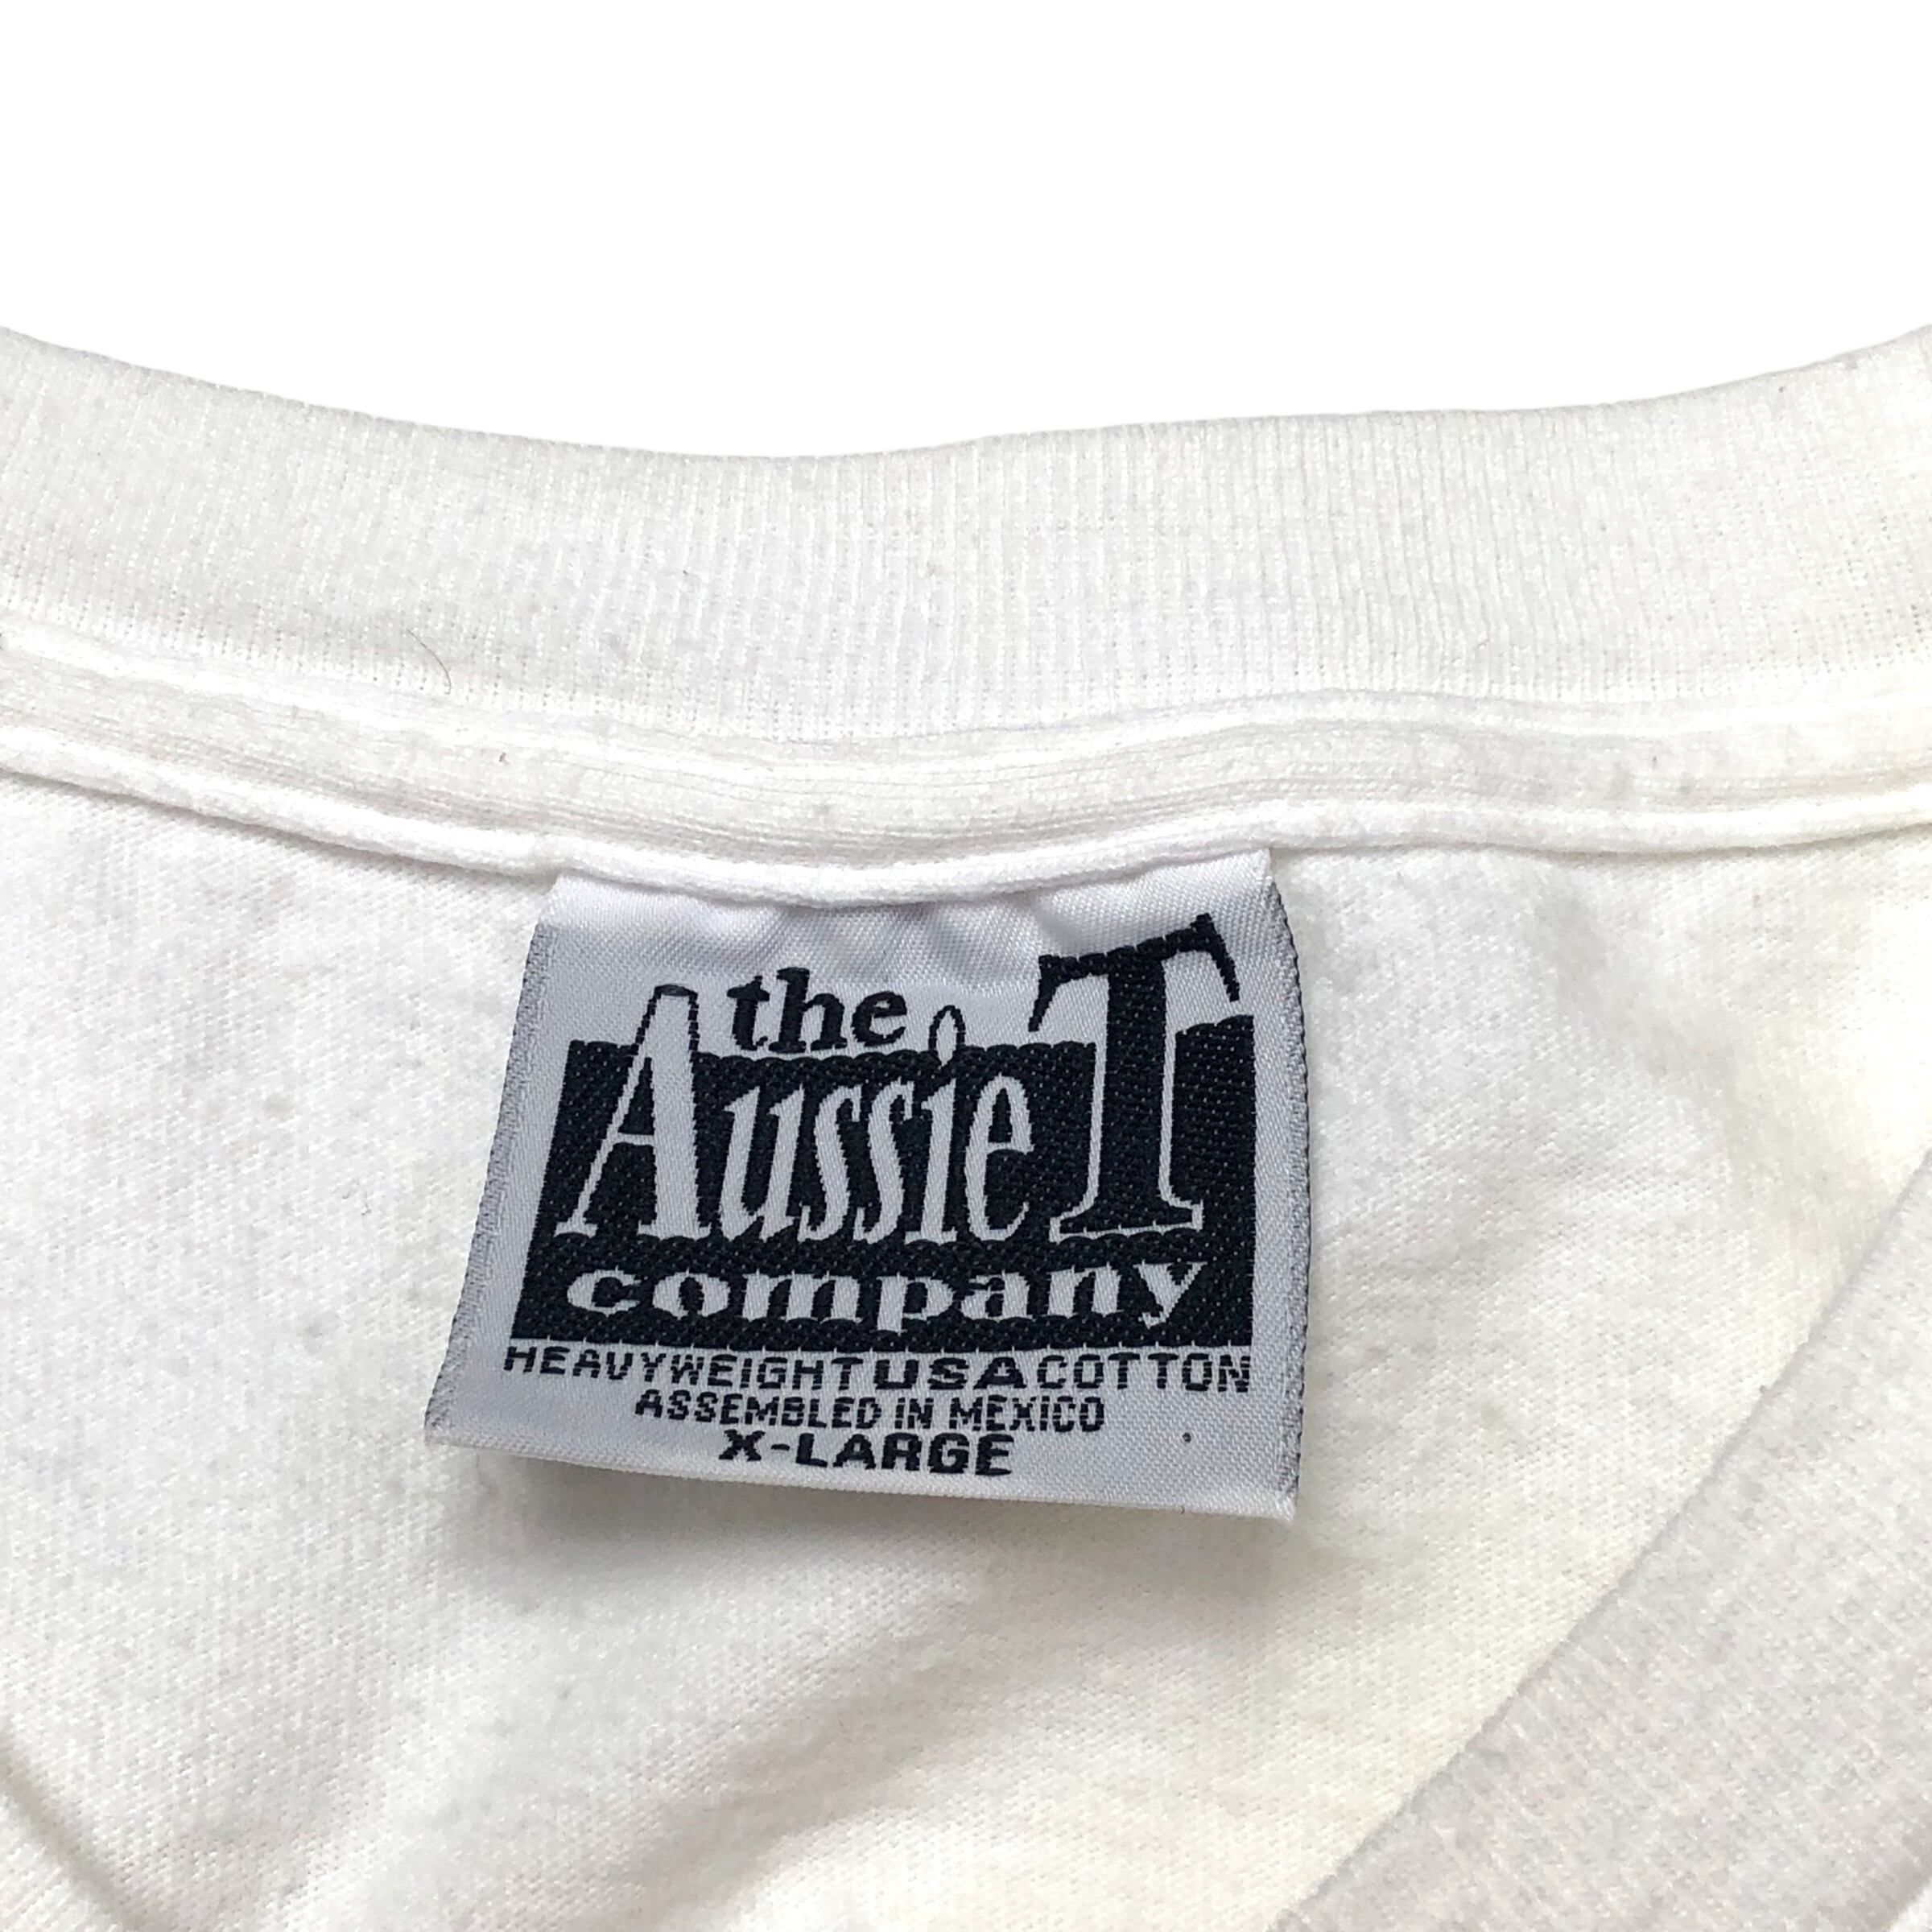 the
Aussie T
company
HEAVYWEIGHT USA COTTON
ASSEMBLED IN MEXICO
X-LARGE